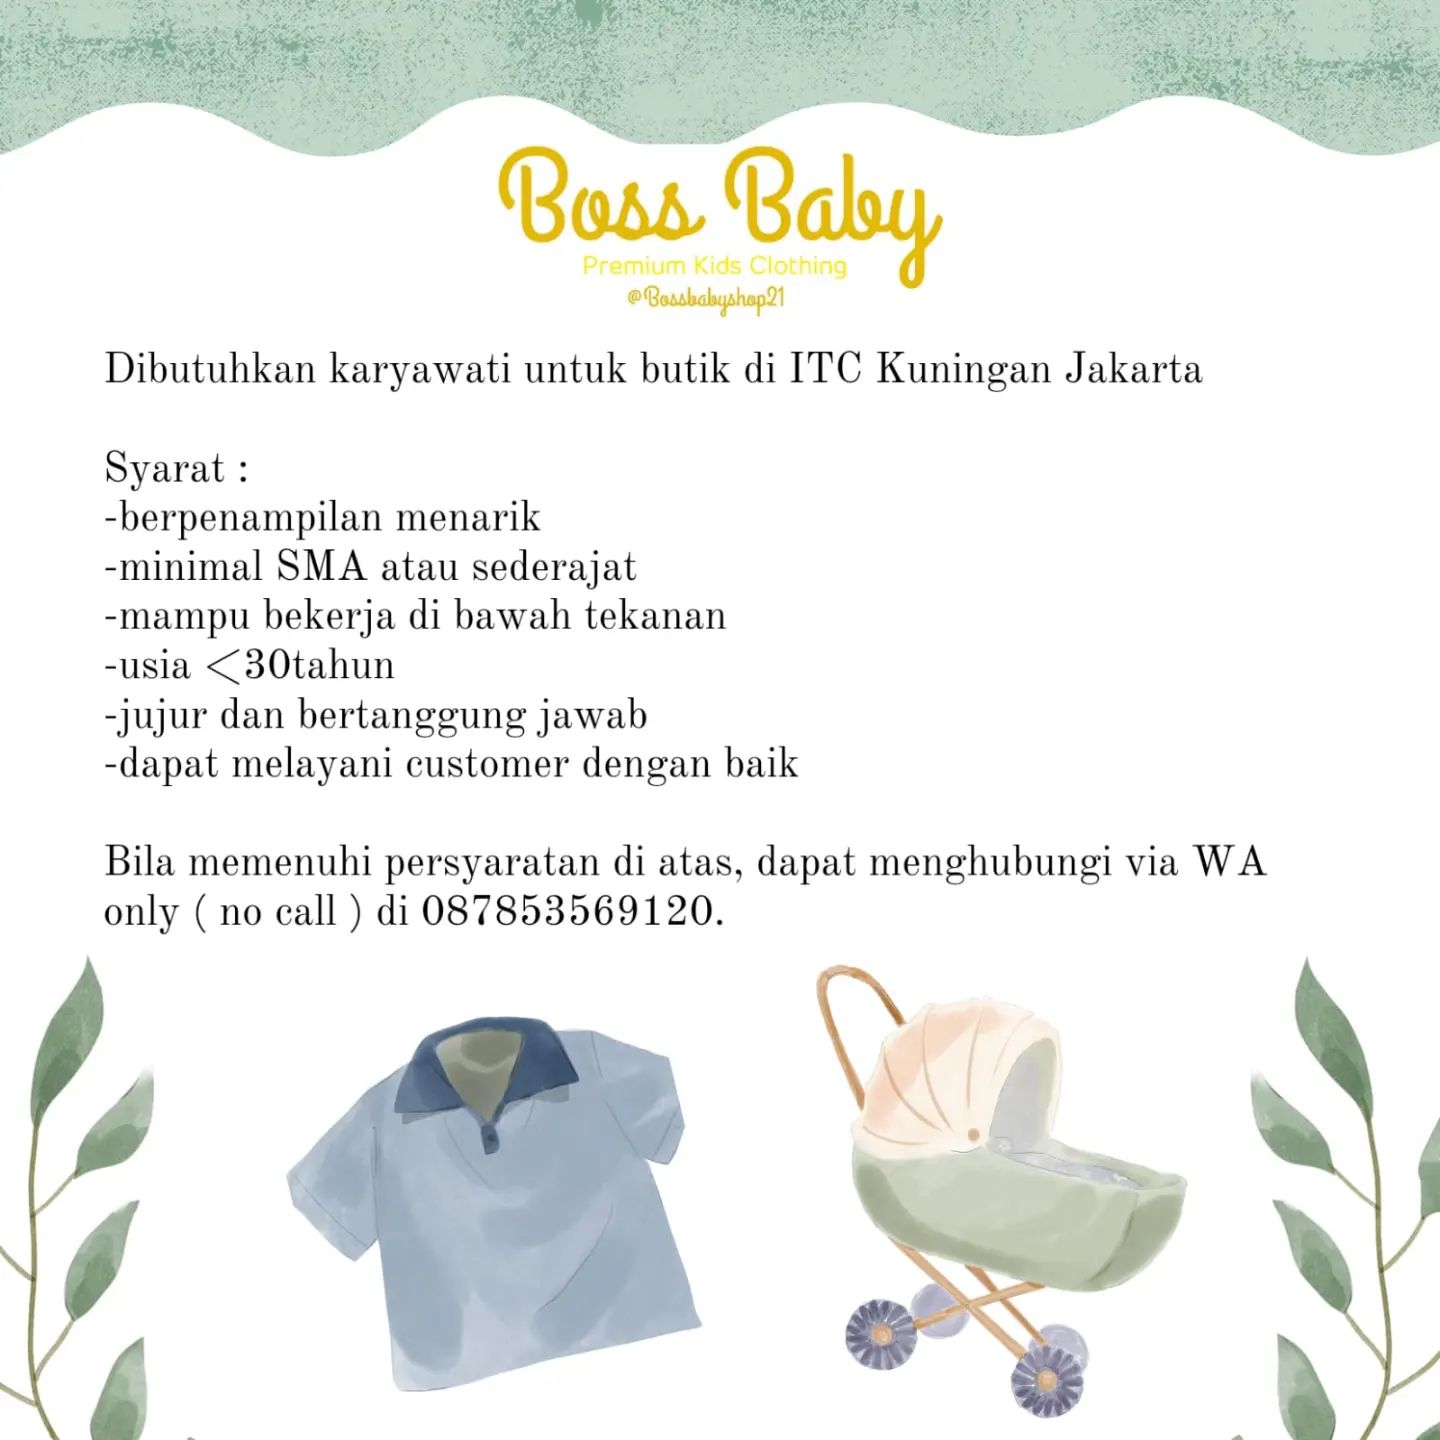 Boss Baby
Premium Kids Clothing
@Bossbabyshop21
Dibutuhkan karyawati untuk butik di ITC Kuningan Jakarta
Syarat :
-berpenampilan menarik
-minimal SMA atau sederajat
-mampu bekerja di bawah tekanan
-usia <30tahun
-jujur dan bertanggung jawab
-dapat melayani customer dengan baik
Bila memenuhi persyaratan di atas, dapat menghubungi via WA
only ( no call ) di 087853569120.